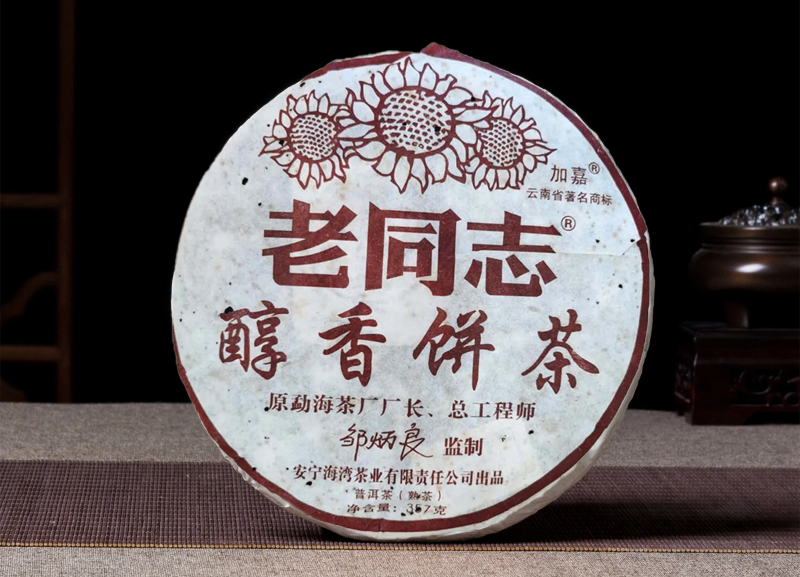 加嘉®
云南省著名商标
老同志®
醇香饼茶
原勐海茶厂厂长、总工程师
邹炳良 监制
安宁海湾茶业有限责任公司出品
普洱茶(熟茶)
净含量:357克